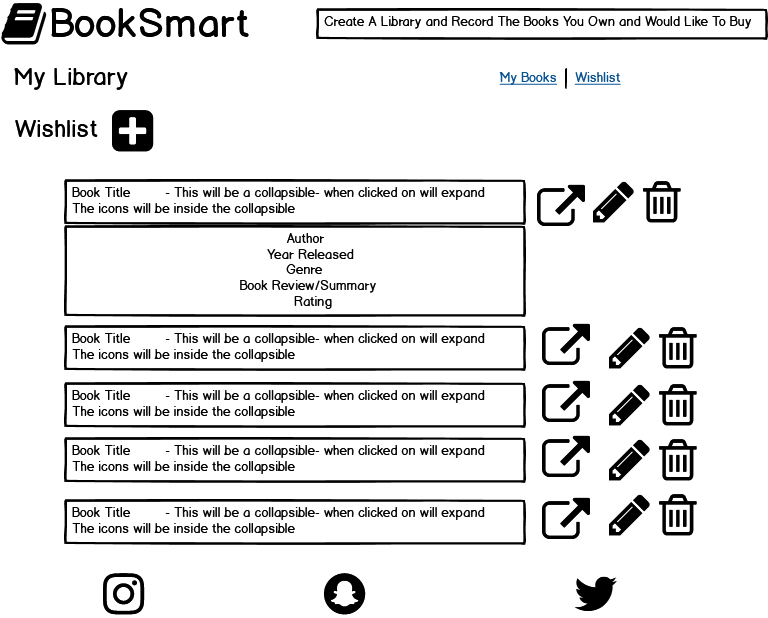 BookSmart
Create A Library and Record The Books You Own and Would Like To Buy
My Library
My Books | Wishlist
Wishlist
Book Title - This will be a collapsible- when clicked on will expand
The icons will be inside the collapsible
Author
Year Released
Genre
Book Review/Summary
Rating
Book Title - This will be a collapsible- when clicked on will expand
The icons will be inside the collapsible
Book Title - This will be a collapsible- when clicked on will expand
The icons will be inside the collapsible
Book Title - This will be a collapsible- when clicked on will expand
The icons will be inside the collapsible
Book Title - This will be a collapsible- when clicked on will expand
The icons will be inside the collapsible